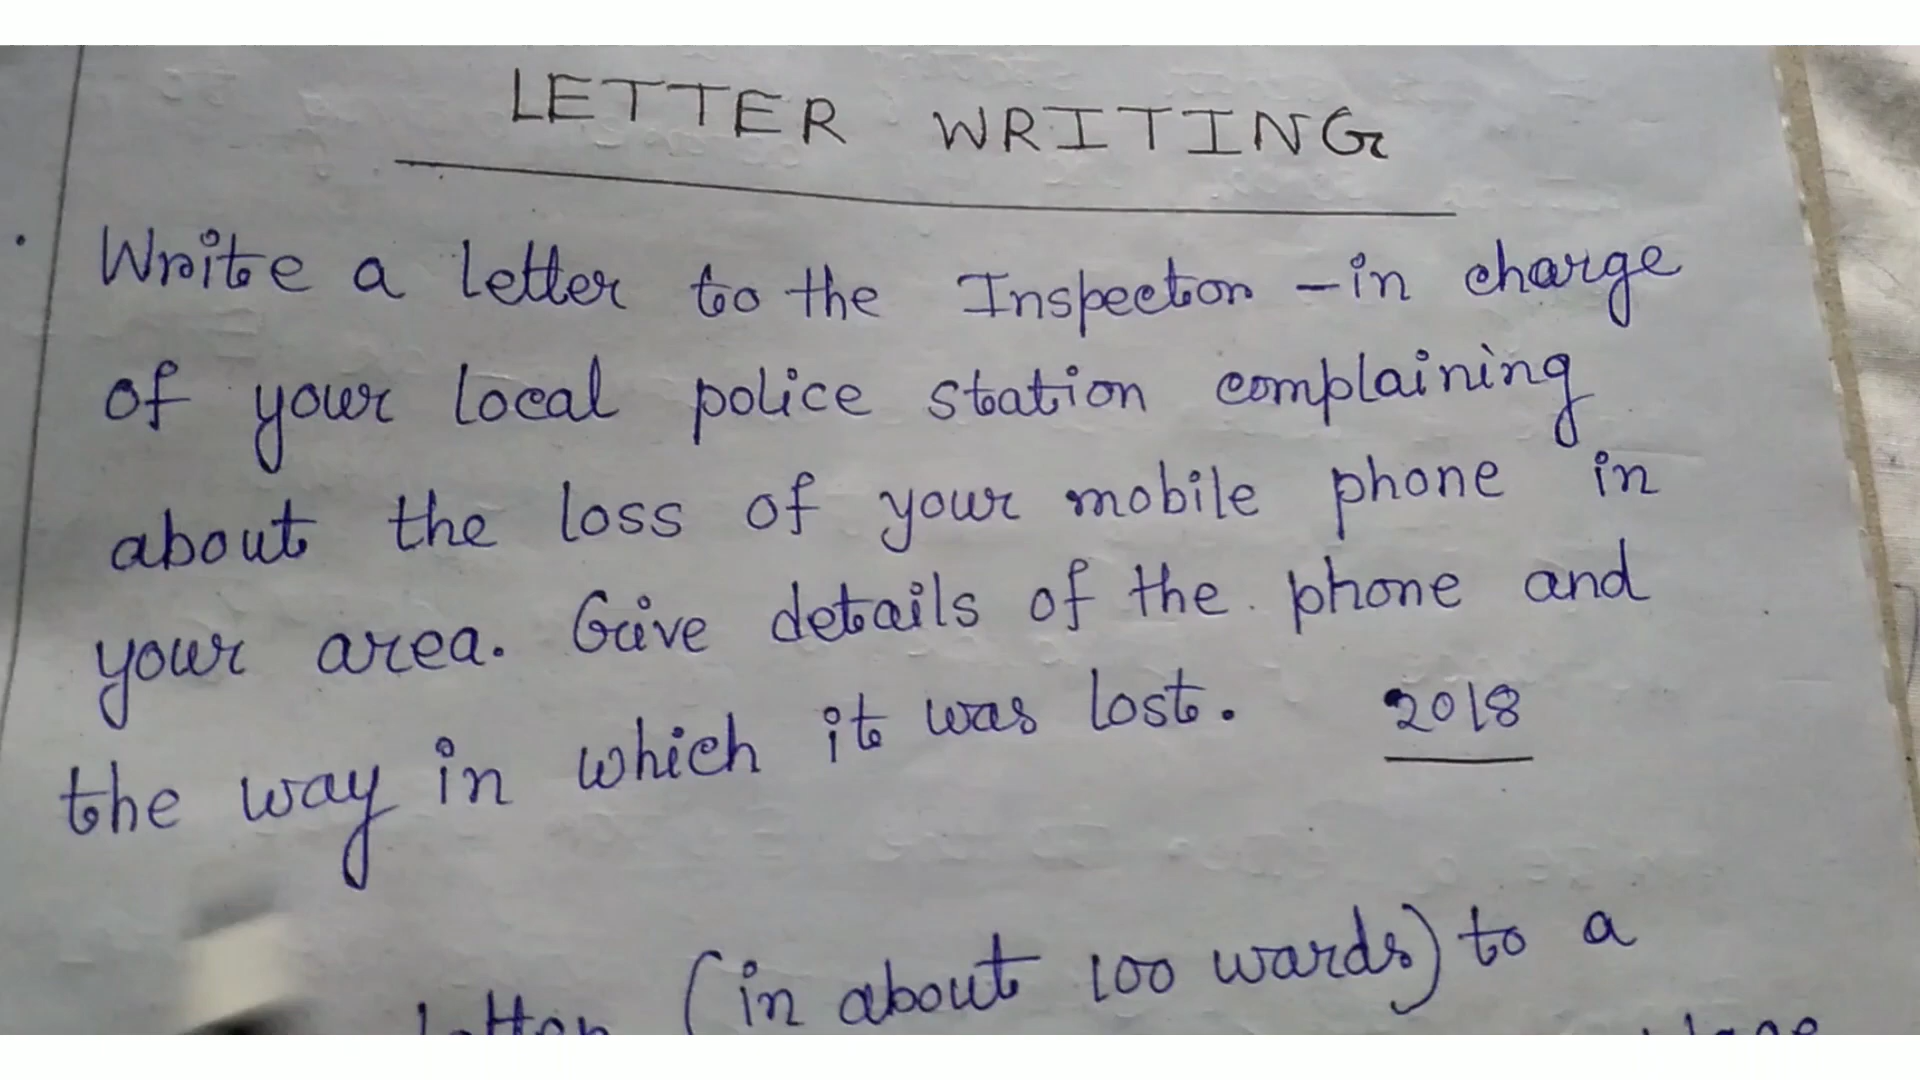 LETTER WRITING
Write a letter to the Inspector -in charge
of your local police station complaining
about the loss of your mobile phone in
your area. Give details of the phone and
the way in which it was lost. 2018
(in about 100 wards) to a